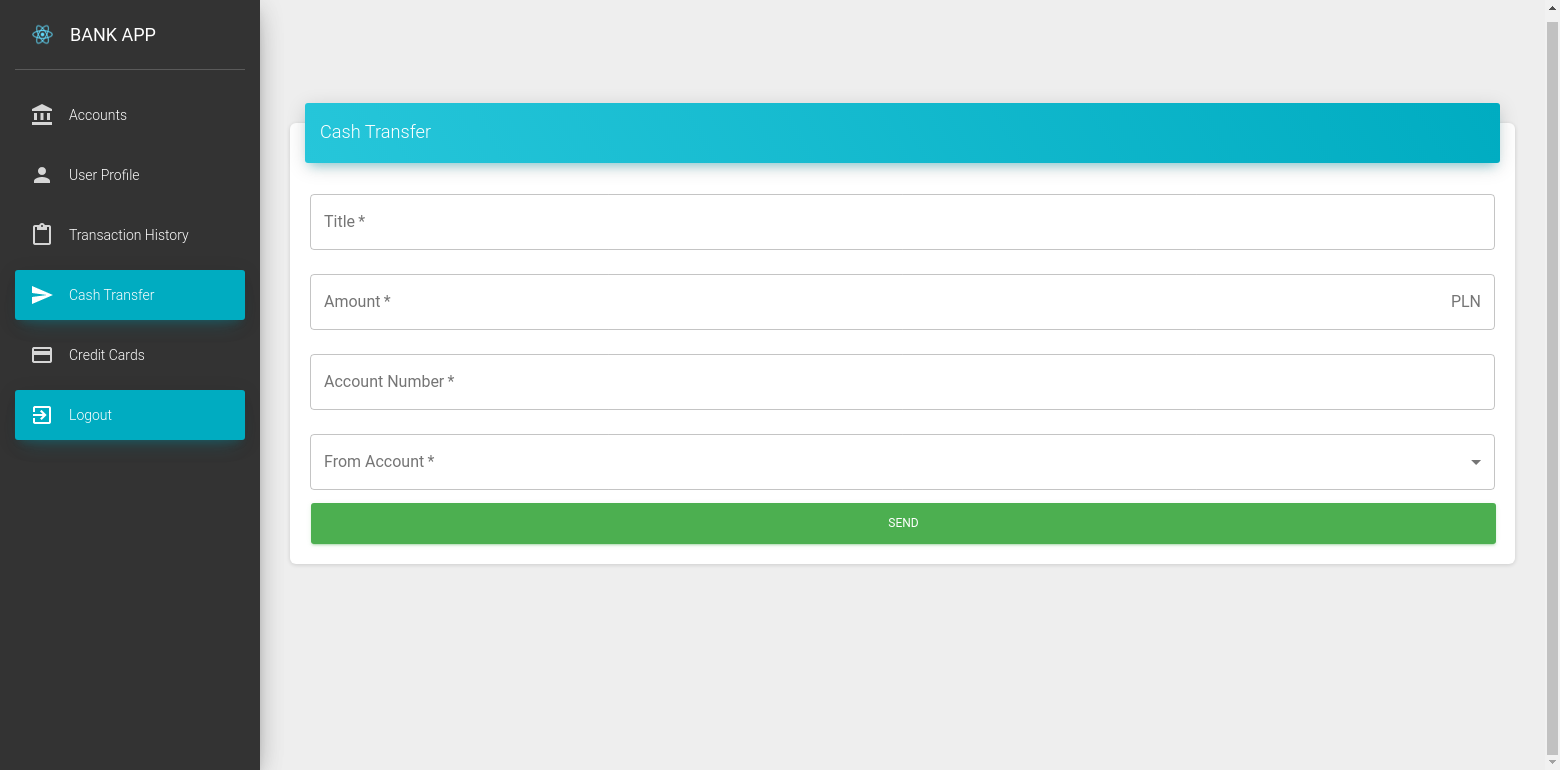 BANK APP
Accounts
User Profile
Transaction History
Cash Transfer
Credit Cards
Logout
Cash Transfer
Title *
Amount *
PLN
Account Number *
From Account *
SEND